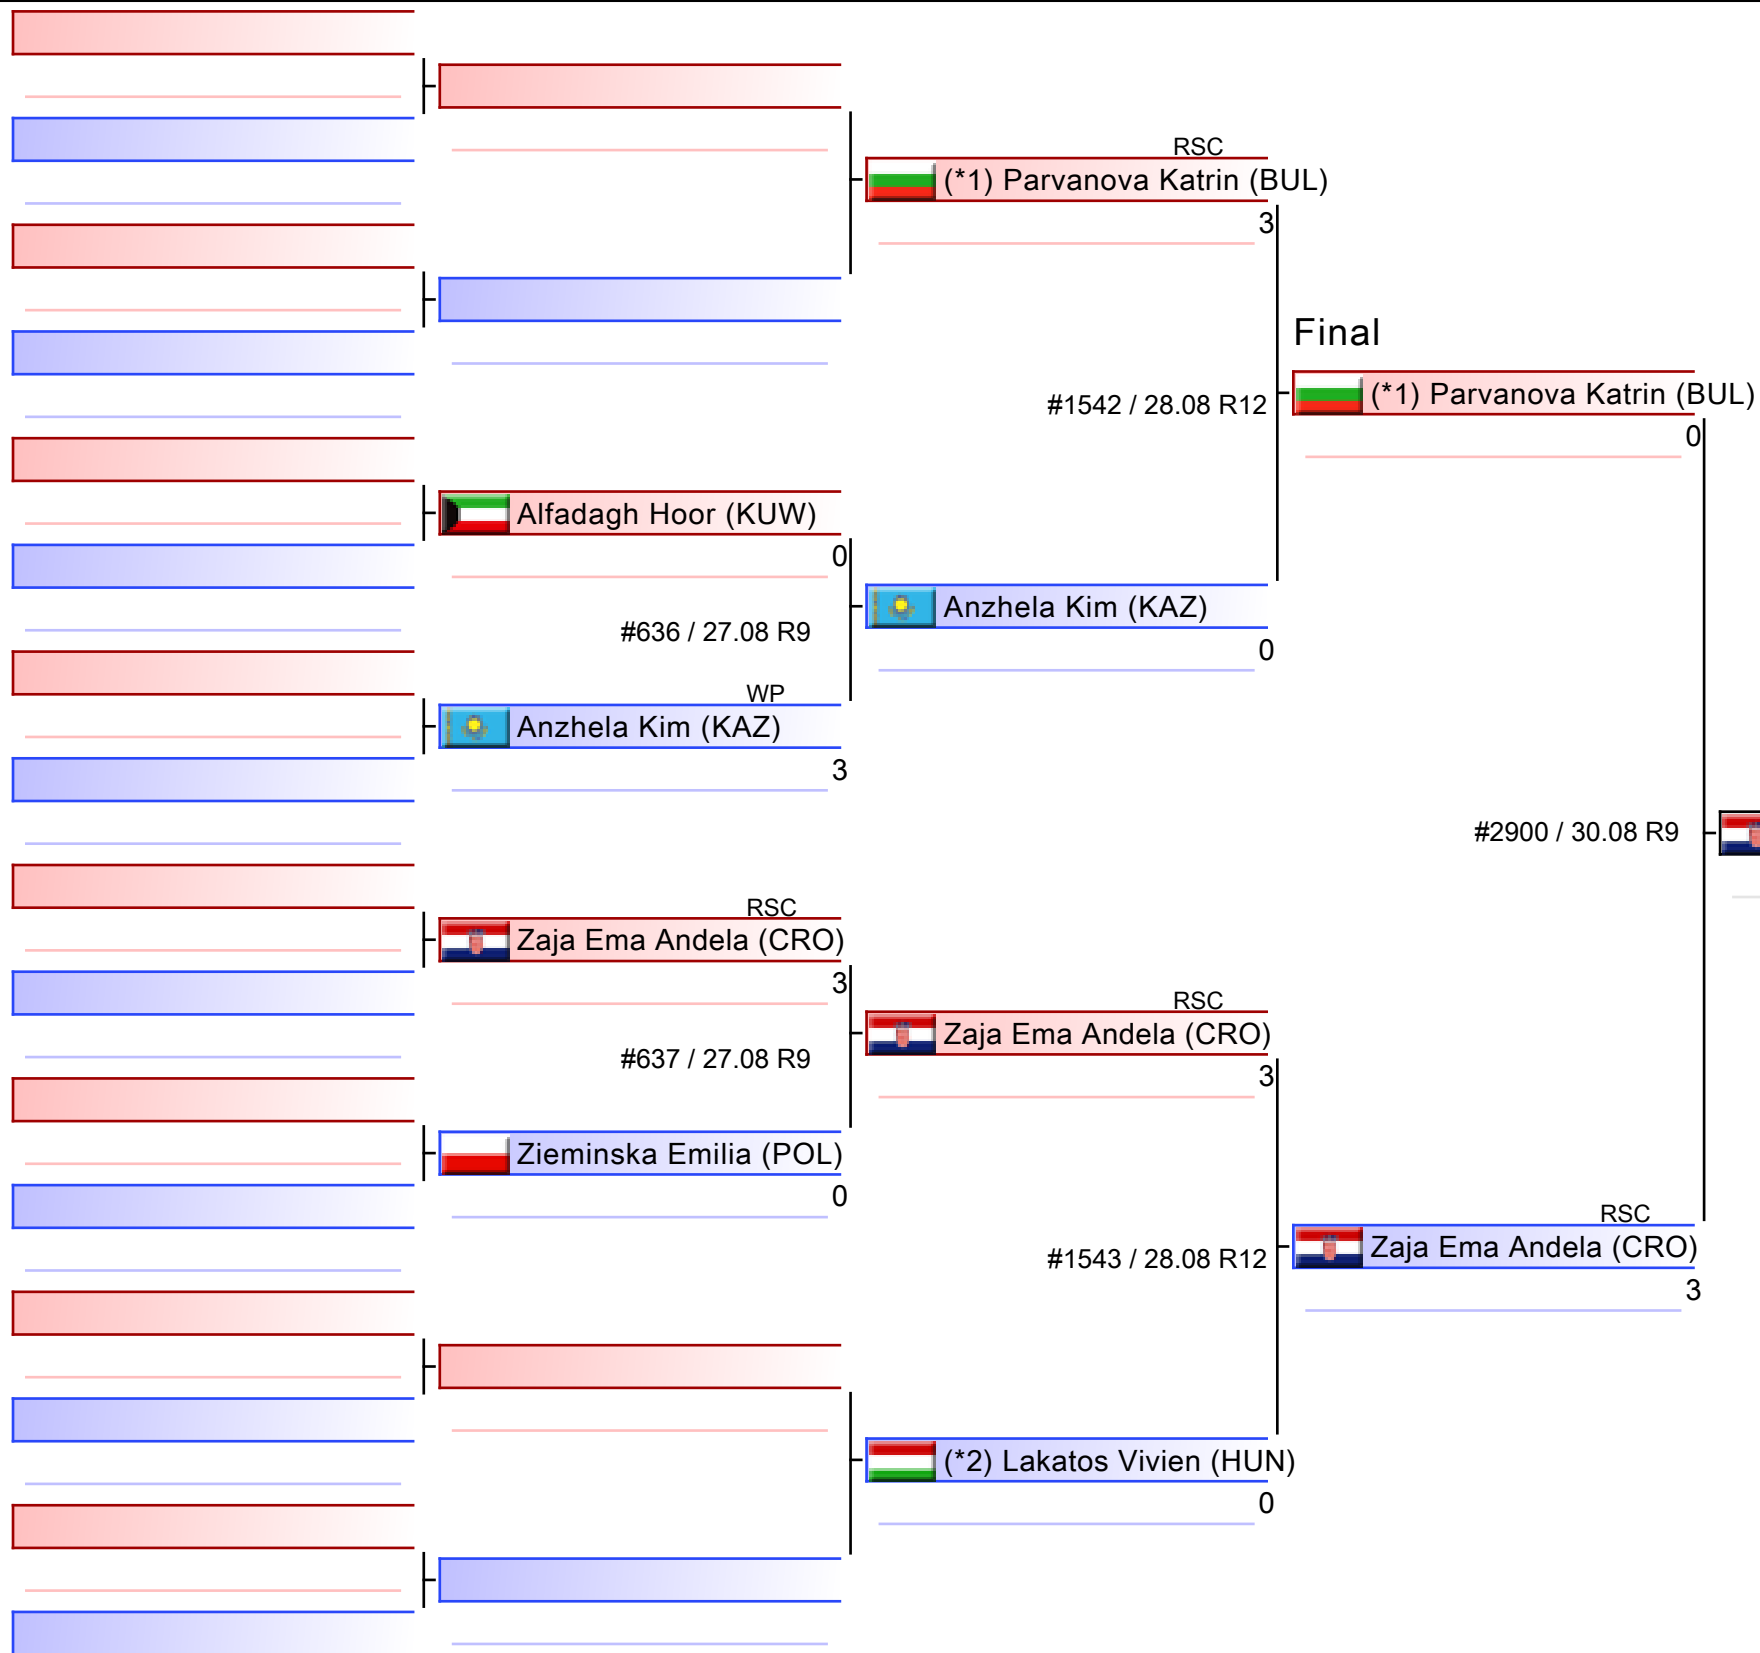 RSC
(*1) Parvanova Katrin (BUL)
3
Final
#1542 / 28.08 R12
(*1) Parvanova Katrin (BUL)
0
Alfadagh Hoor (KUW)
0
Anzhela Kim (KAZ)
0
#636 / 27.08 R9
WP
Anzhela Kim (KAZ)
3
#2900 / 30.08 R9
RSC
Zaja Ema Andela (CRO)
3
RSC
Zaja Ema Andela (CRO)
3
#637 / 27.08 R9
Zieminska Emilia (POL)
0
#1543 / 28.08 R12
RSC
Zaja Ema Andela (CRO)
3
(*2) Lakatos Vivien (HUN)
0